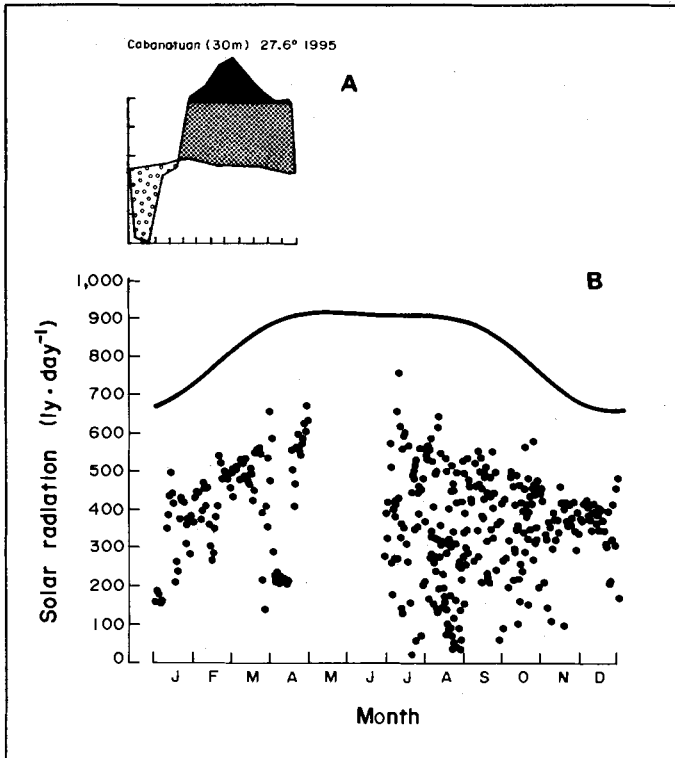 Cabanatuan (30m) 27.6° 1995
A
B
1,000
900
800
700
600
500
400
300
200
100
0
Solar radiation (ly·day⁻¹)
J F M A M J J A S O N D
Month